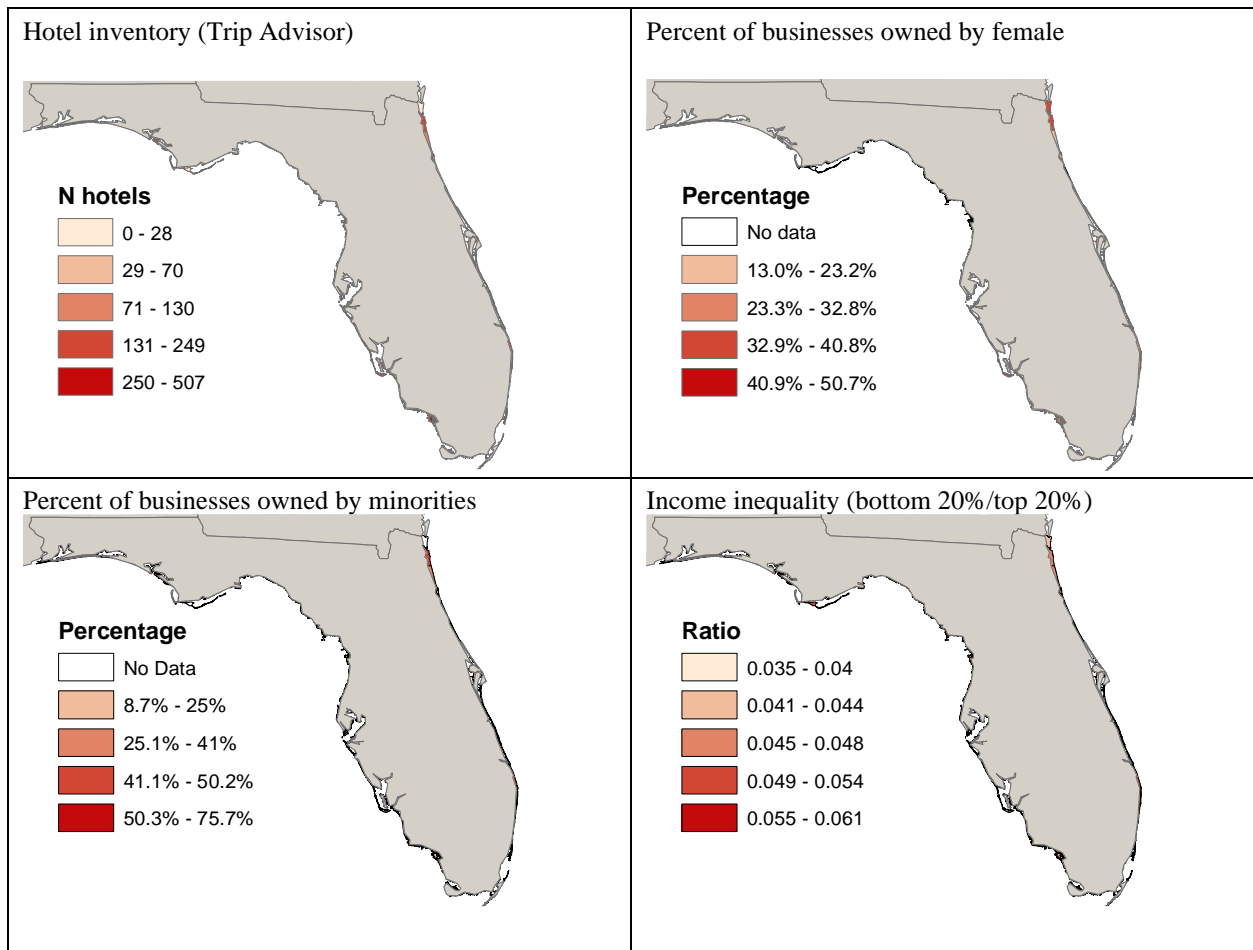 Hotel inventory (Trip Advisor)
N hotels
0 - 28
29 - 70
71 - 130
131 - 249
250 - 507
Percent of businesses owned by female
Percentage
No data
13.0% - 23.2%
23.3% - 32.8%
32.9% - 40.8%
40.9% - 50.7%
Percent of businesses owned by minorities
Percentage
No Data
8.7% - 25%
25.1% - 41%
41.1% - 50.2%
50.3% - 75.7%
Income inequality (bottom 20%/top 20%)
Ratio
0.035 - 0.04
0.041 - 0.044
0.045 - 0.048
0.049 - 0.054
0.055 - 0.061